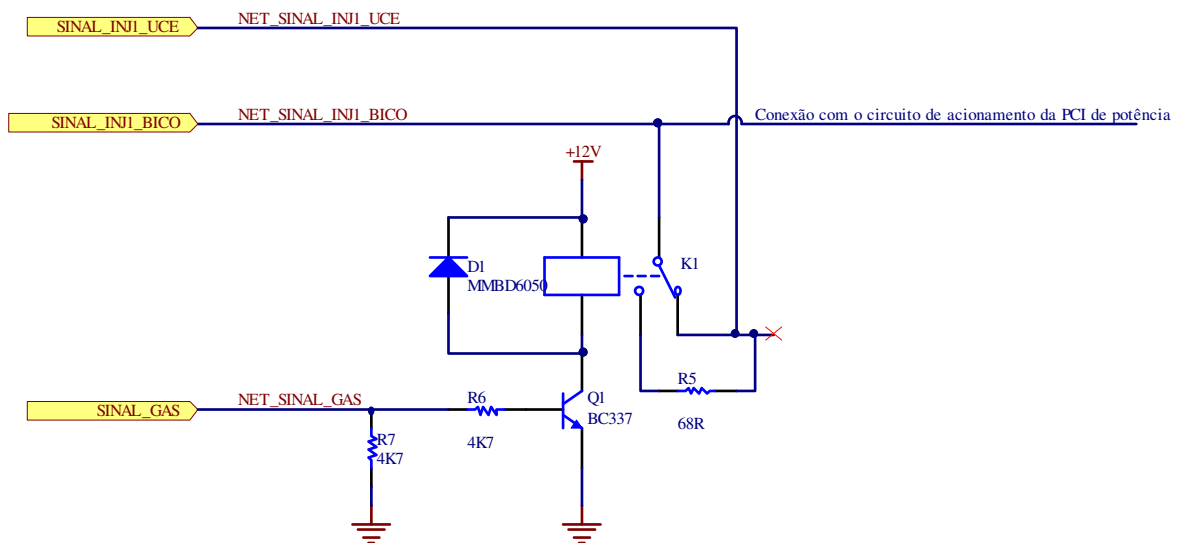 SINAL_INJ1_UCE
NET_SINAL_INJ1_UCE
SINAL_INJ1_BICO
NET_SINAL_INJ1_BICO
Conexão com o circuito de acionamento da PCI de potência
+12V
D1
MMBD6050
K1
R5
68R
SINAL_GAS
NET_SINAL_GAS
R6
4K7
Q1
BC337
R7
4K7